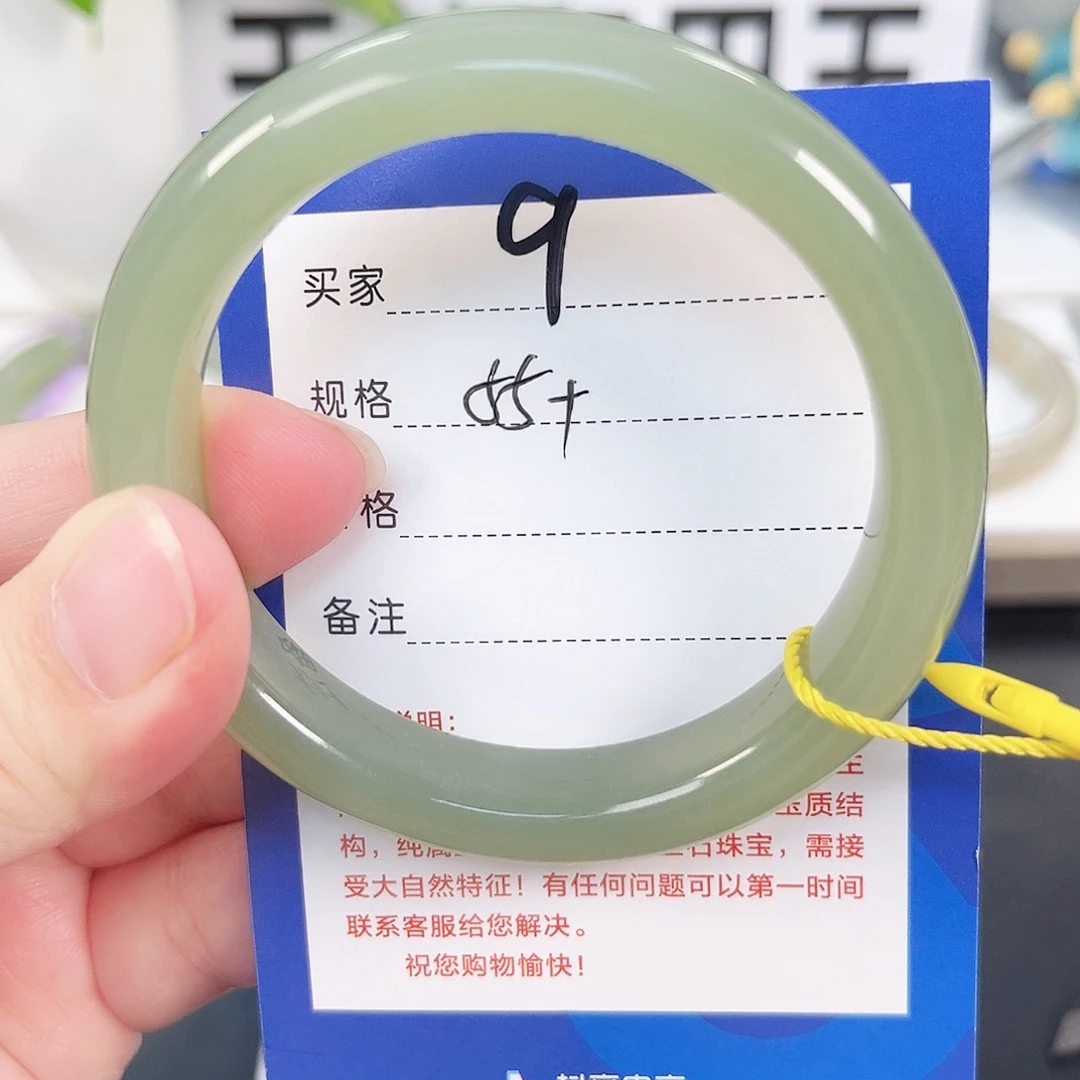 9
买家
规格 55+
格
备注
说明：
玉质结
构，纯属 石珠宝，需接
受大自然特征！有任何问题可以第一时间
联系客服给您解决。
祝您购物愉快！